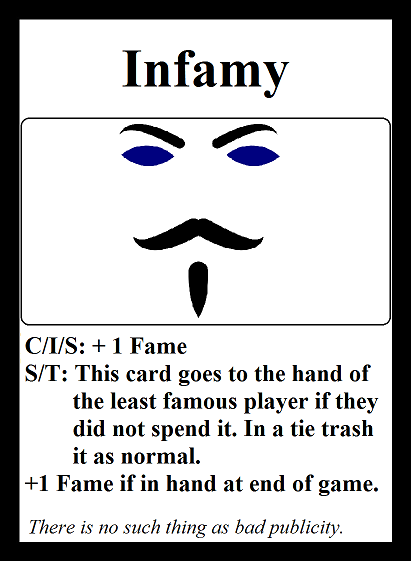 Infamy
C/I/S: + 1 Fame
S/T: This card goes to the hand of
the least famous player if they
did not spend it. In a tie trash
it as normal.
+1 Fame if in hand at end of game.
There is no such thing as bad publicity.